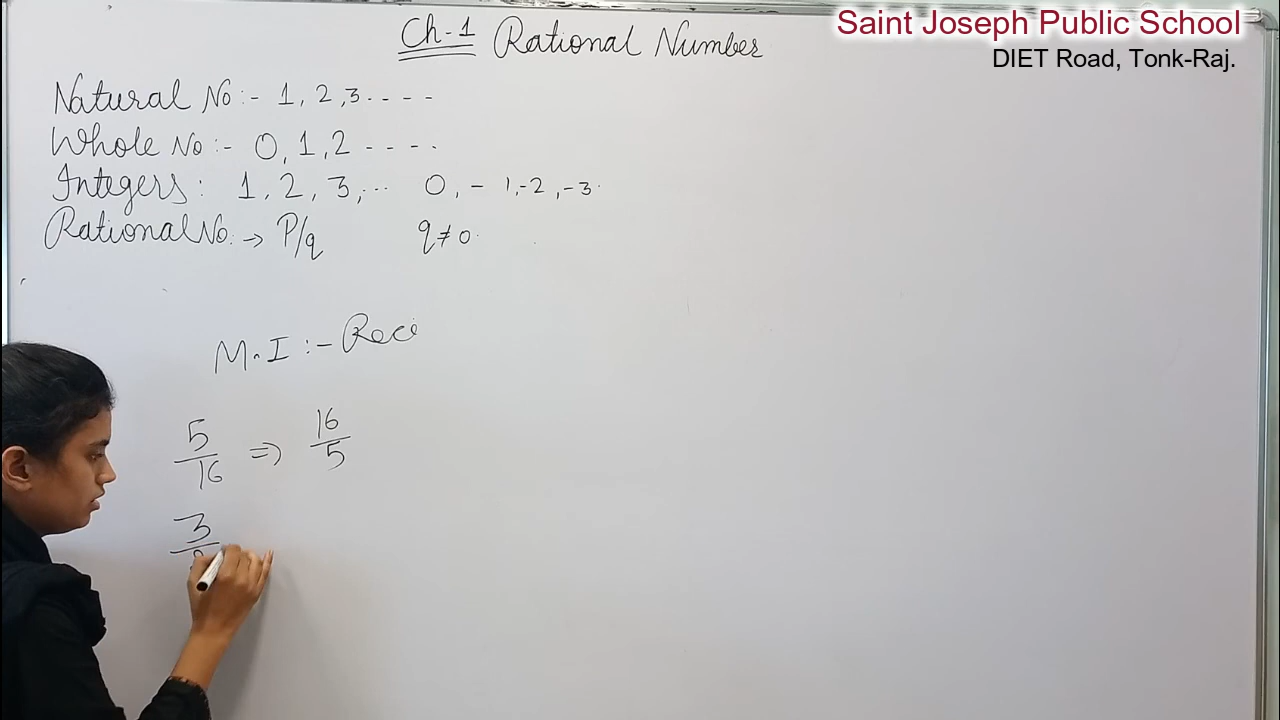 Saint Joseph Public School
DIET Road, Tonk-Raj.
Ch-1 Rational Number
Natural No :- 1, 2, 3 ....
Whole No :- 0, 1, 2 ....
Integers : 1, 2, 3, ... 0, - 1, -2, -3.
Rational No. → P/q q ≠ 0.
M.I :- Reci
5/16 ⇒ 16/5
3